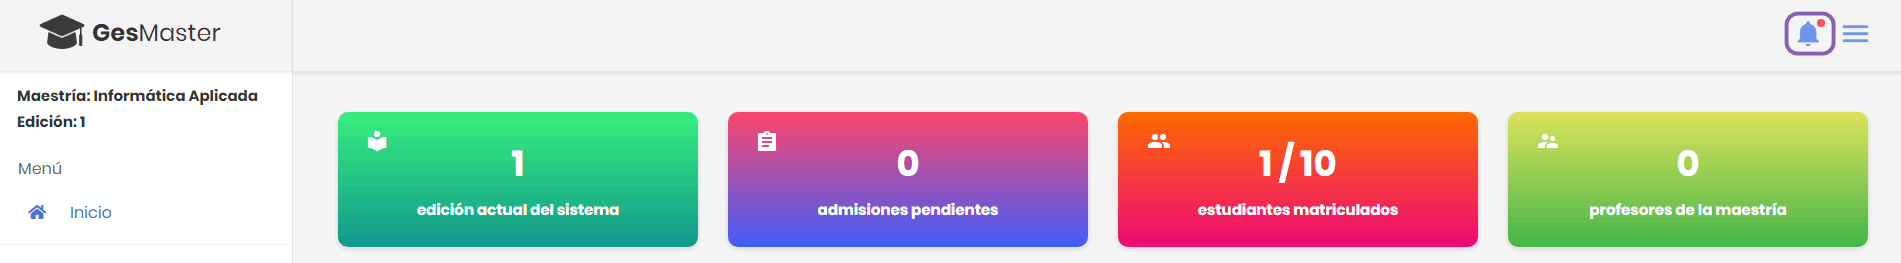 GesMaster
Maestría: Informática Aplicada
Edición: 1
Menú
Inicio
1
edición actual del sistema
0
admisiones pendientes
1 / 10
estudiantes matriculados
0
profesores de la maestría